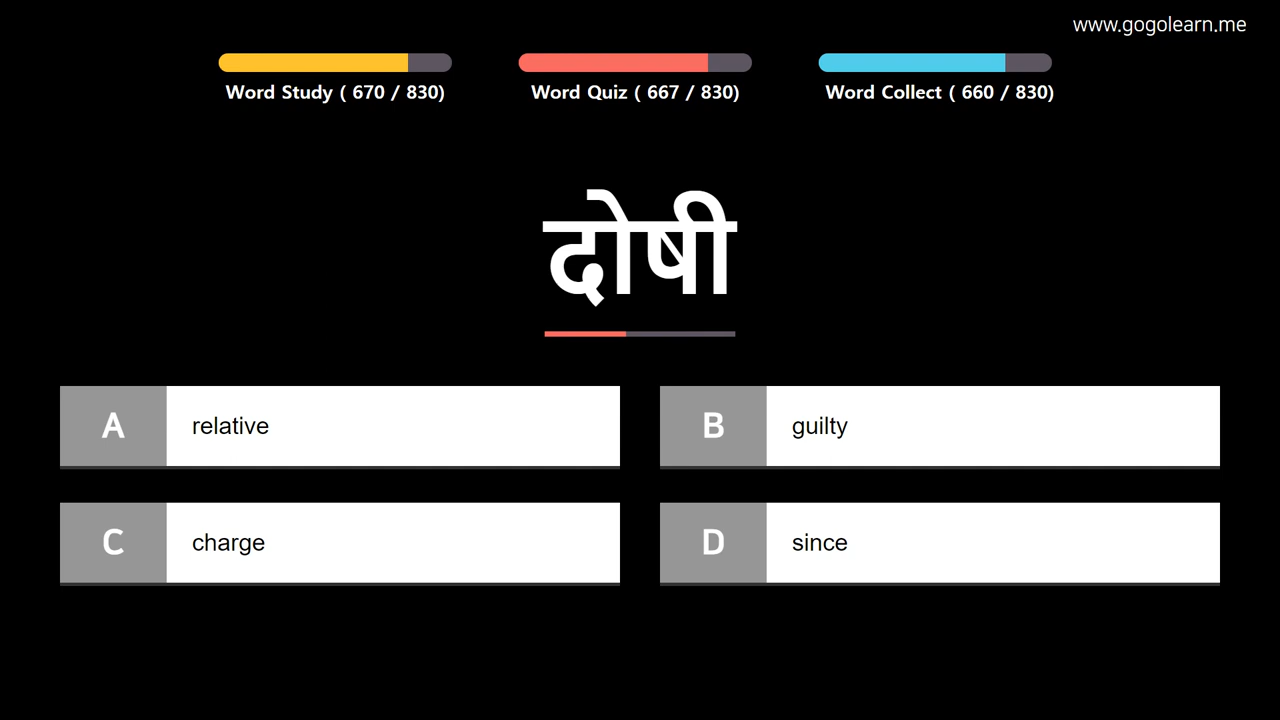 www.gogolearn.me
Word Study ( 670 / 830)
Word Quiz ( 667 / 830)
Word Collect ( 660 / 830)
दोषी
A relative
B guilty
C charge
D since